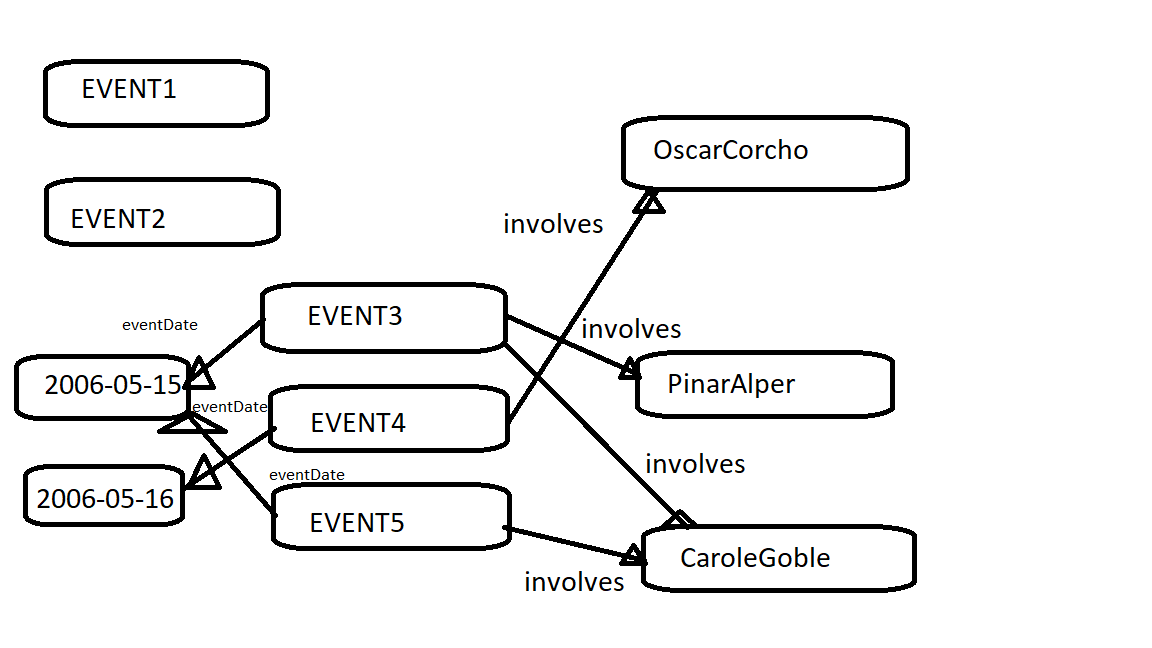 EVENT1
OscarCorcho
EVENT2
involves
EVENT3
eventDate
involves
2006-05-15
PinarAlper
eventDate
EVENT4
involves
eventDate
2006-05-16
EVENT5
CaroleGoble
involves